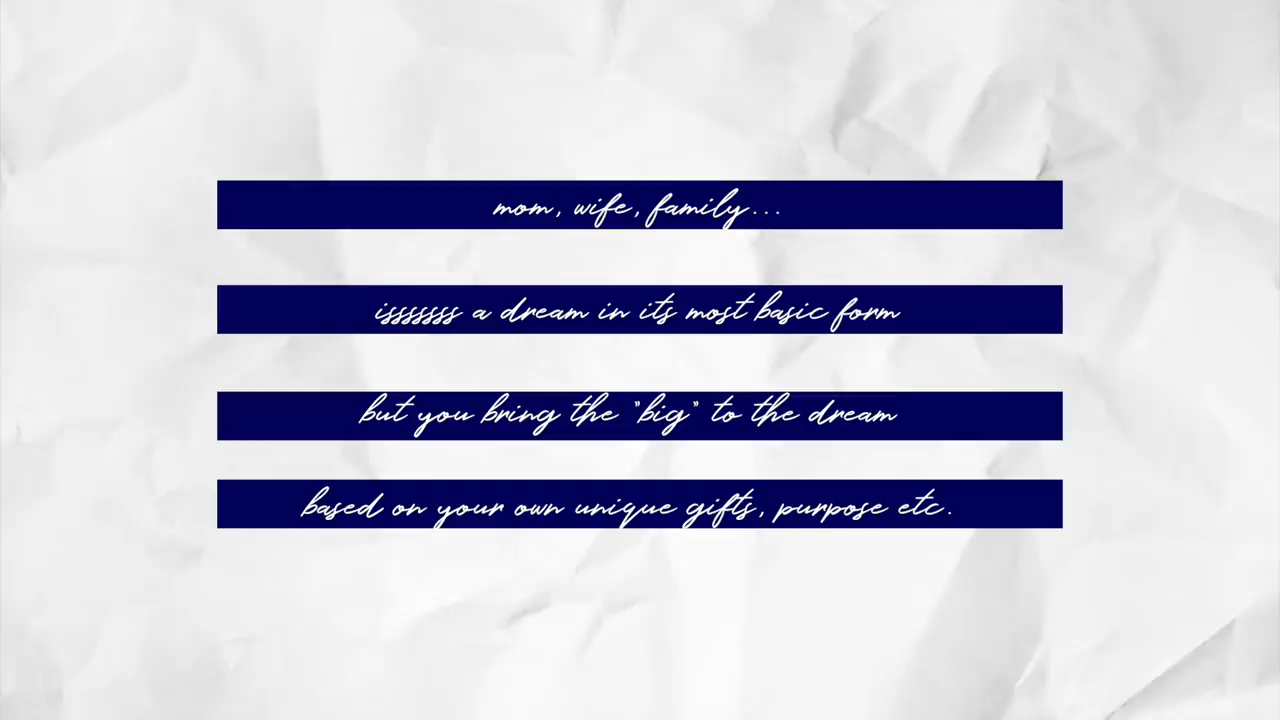 mom, wife, family...
isssssss a dream in its most basic form
but you bring the "big" to the dream
based on your own unique gifts, purpose etc.